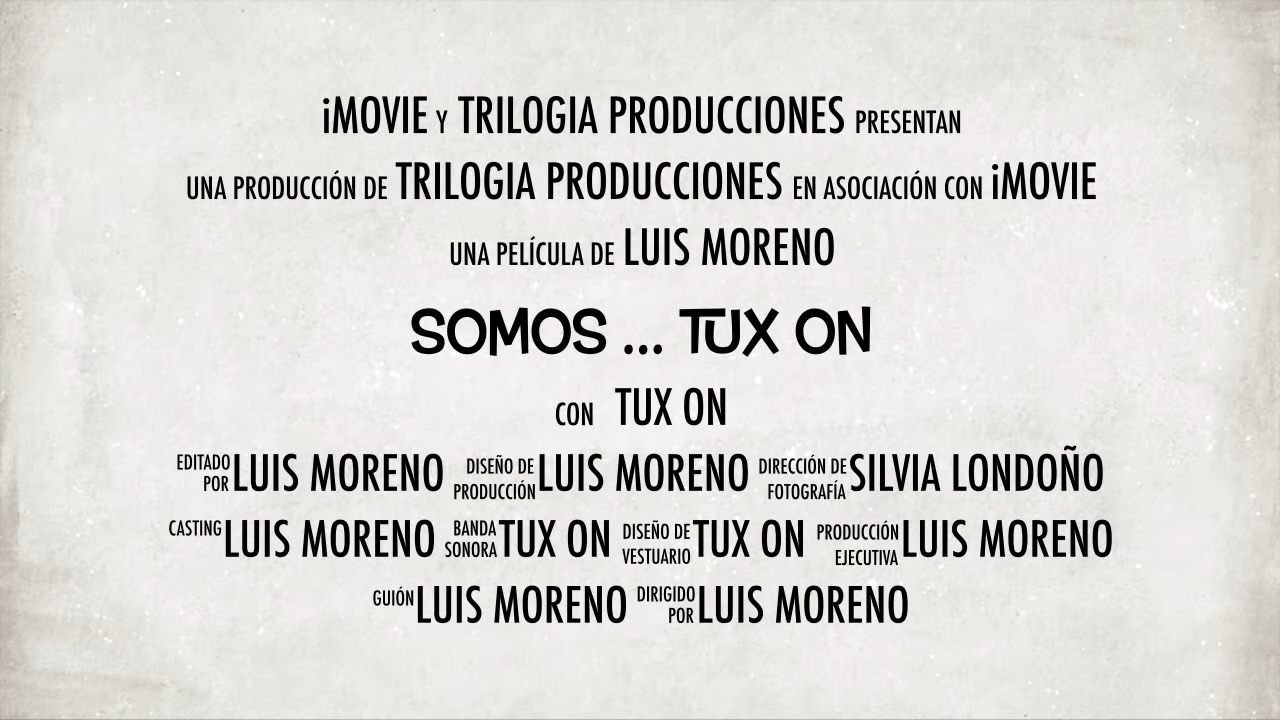 iMOVIE Y TRILOGIA PRODUCCIONES PRESENTAN
UNA PRODUCCIÓN DE TRILOGIA PRODUCCIONES EN ASOCIACIÓN CON iMOVIE
UNA PELÍCULA DE LUIS MORENO
SOMOS ... TUX ON
CON TUX ON
EDITADO POR LUIS MORENO DISEÑO DE PRODUCCIÓN LUIS MORENO DIRECCIÓN DE FOTOGRAFÍA SILVIA LONDOÑO
CASTING LUIS MORENO BANDA SONORA TUX ON DISEÑO DE VESTUARIO TUX ON PRODUCCIÓN EJECUTIVA LUIS MORENO
GUIÓN LUIS MORENO DIRIGIDO POR LUIS MORENO